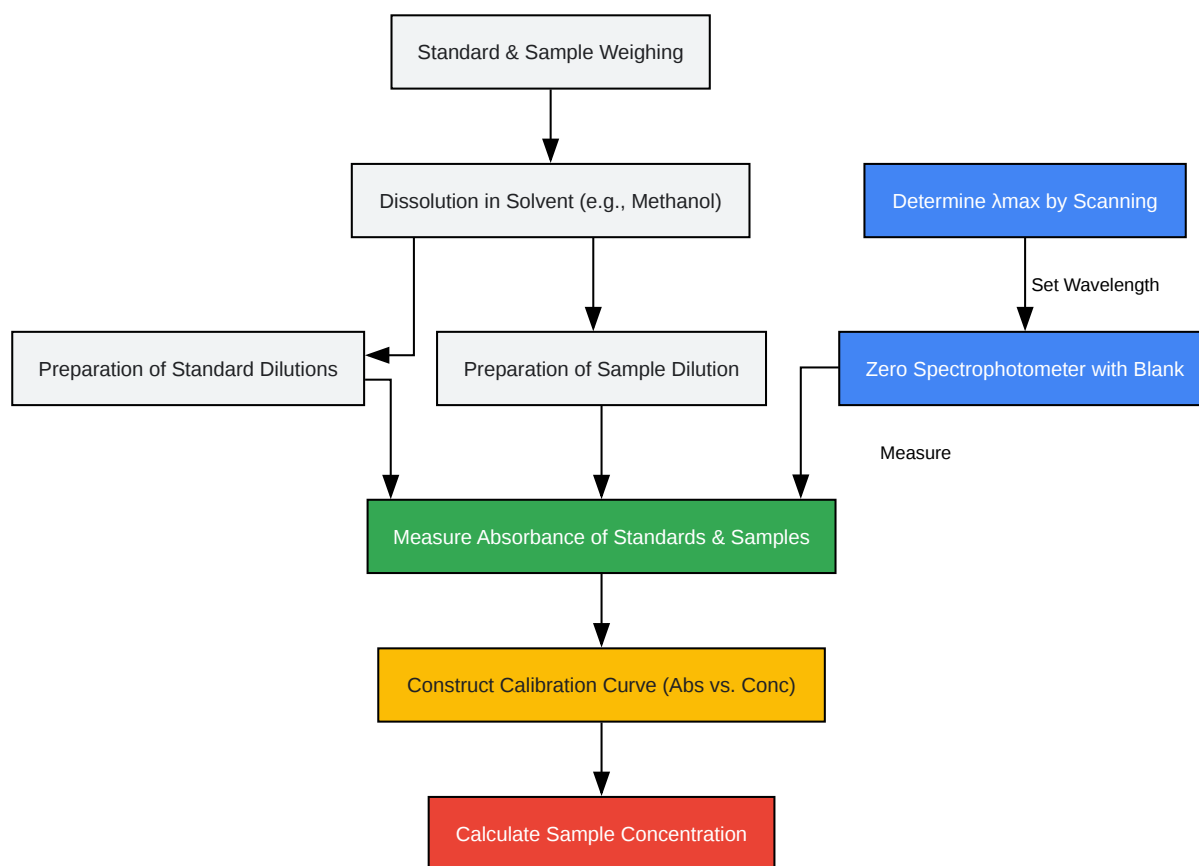 Standard & Sample Weighing
Dissolution in Solvent (e.g., Methanol)
Determine λmax by Scanning
Set Wavelength
Preparation of Standard Dilutions
Preparation of Sample Dilution
Zero Spectrophotometer with Blank
Measure
Measure Absorbance of Standards & Samples
Construct Calibration Curve (Abs vs. Conc)
Calculate Sample Concentration